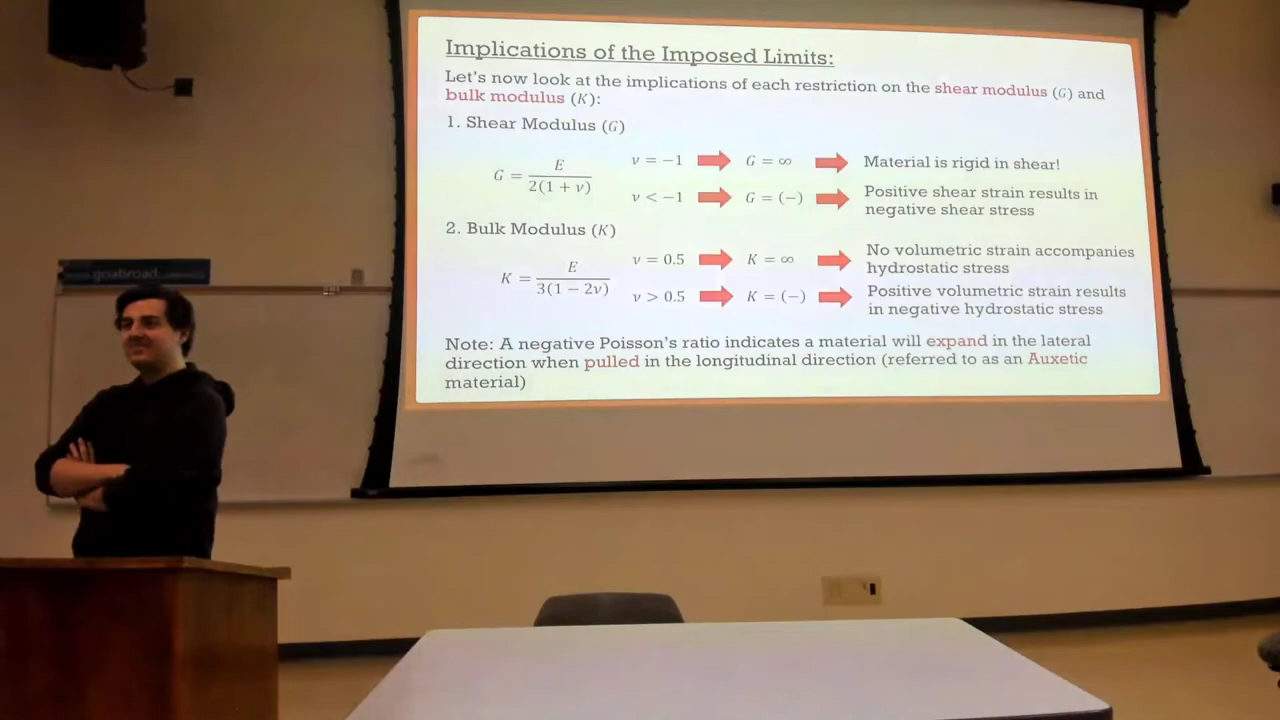 Implications of the Imposed Limits:
Let's now look at the implications of each restriction on the shear modulus (G) and
bulk modulus (K):
1. Shear Modulus (G)
G = E / 2(1 + ν)
ν = −1 G = ∞ Material is rigid in shear!
ν < −1 G = (−) Positive shear strain results in
negative shear stress
2. Bulk Modulus (K)
K = E / 3(1 − 2ν)
ν = 0.5 K = ∞ No volumetric strain accompanies
hydrostatic stress
ν > 0.5 K = (−) Positive volumetric strain results
in negative hydrostatic stress
Note: A negative Poisson's ratio indicates a material will expand in the lateral
direction when pulled in the longitudinal direction (referred to as an Auxetic
material)
goabroad